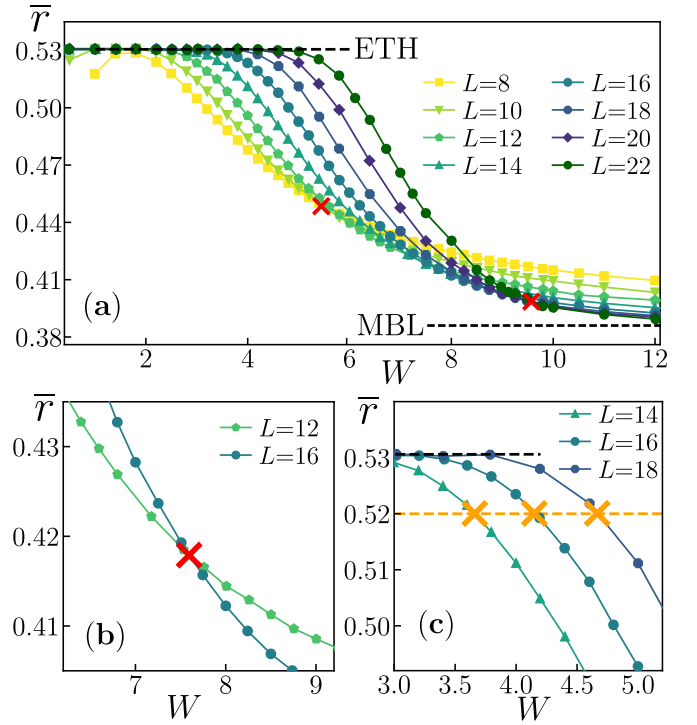 r̅
0.53
0.50
0.47
0.44
0.41
0.38
ETH
L=8
L=10
L=12
L=14
L=16
L=18
L=20
L=22
(a)
MBL
2 4 6 8 10 12
W
r̅
0.43
0.42
0.41
L=12
L=16
(b)
7 8 9
W
r̅
0.53
0.52
0.51
0.50
L=14
L=16
L=18
(c)
3.0 3.5 4.0 4.5 5.0
W